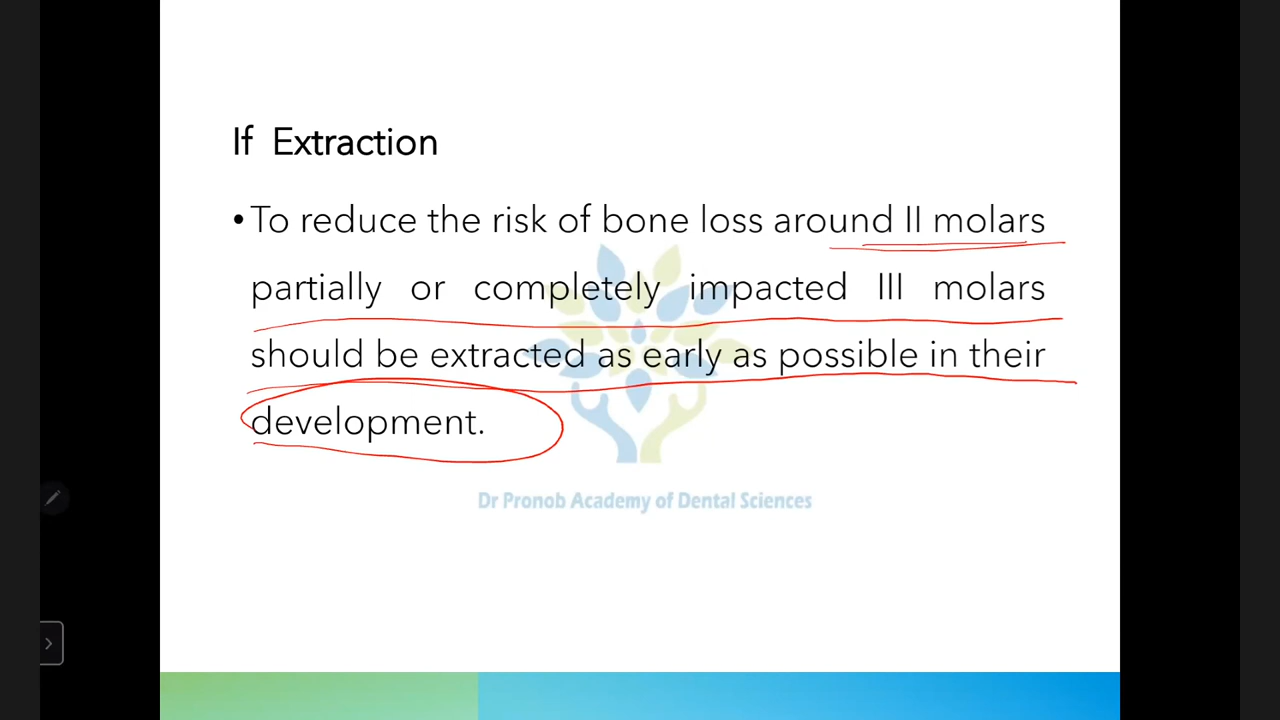 If Extraction
• To reduce the risk of bone loss around II molars
partially or completely impacted III molars
should be extracted as early as possible in their
development.
Dr Pronob Academy of Dental Sciences